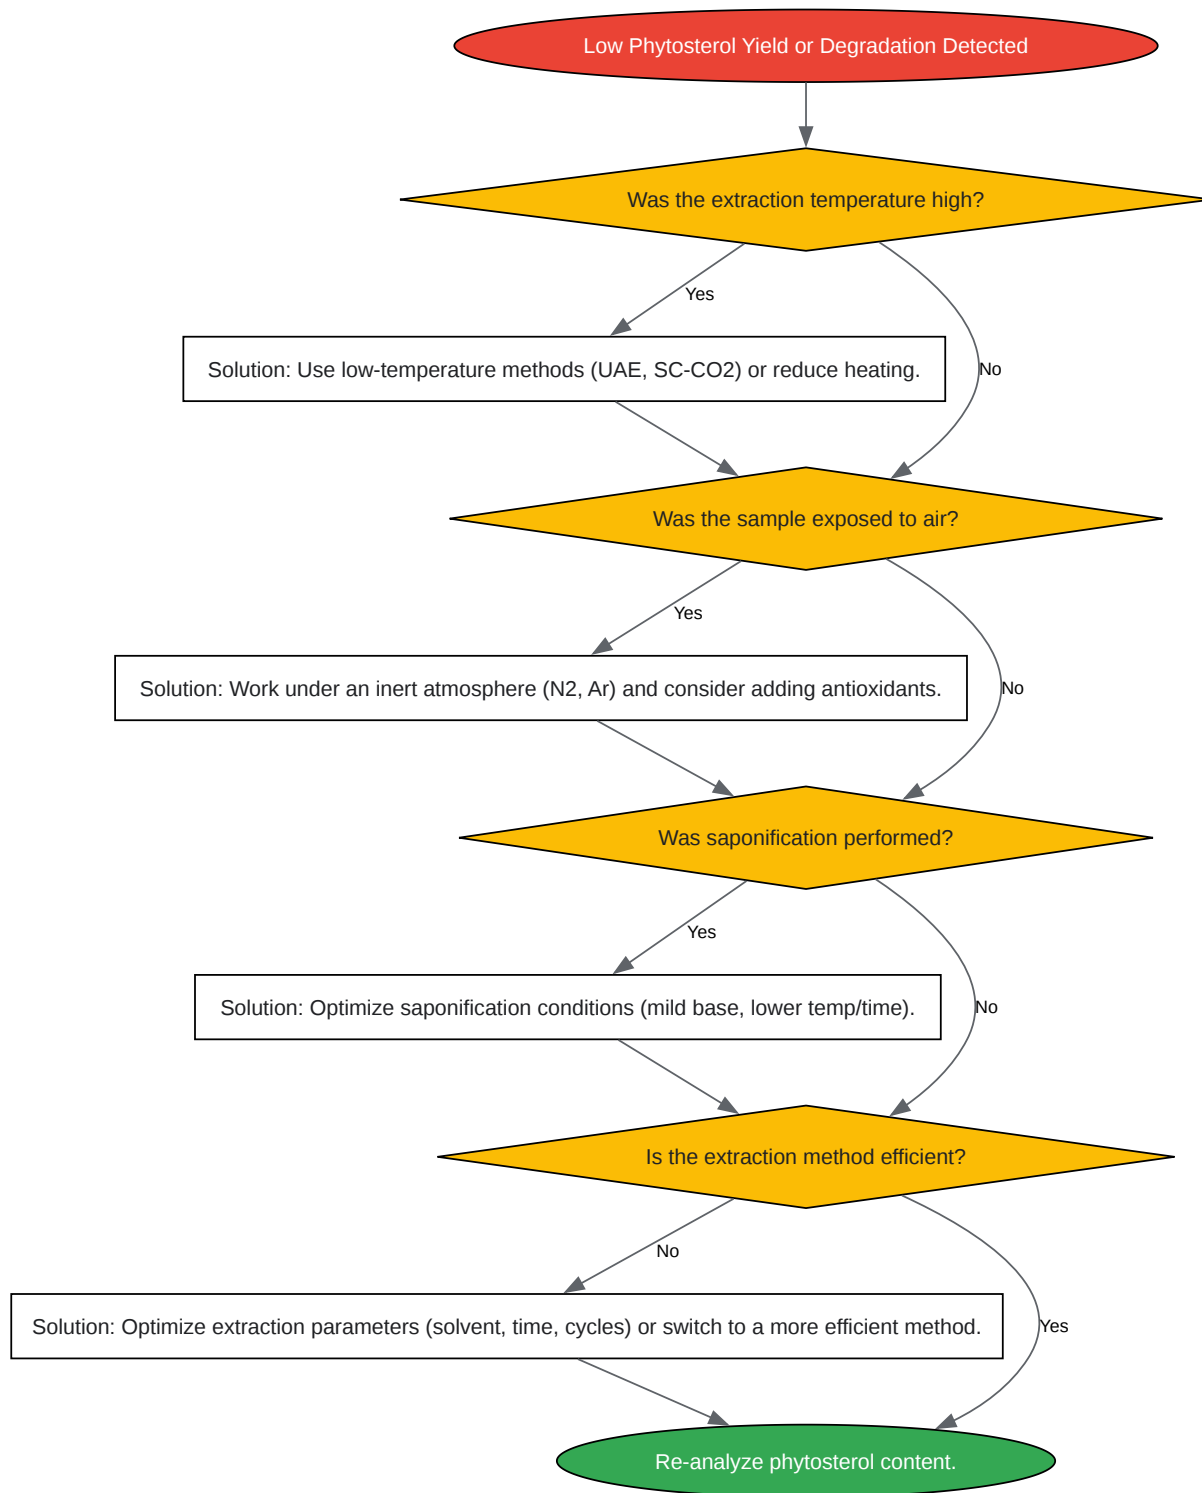 Low Phytosterol Yield or Degradation Detected
Was the extraction temperature high?
Yes
Solution: Use low-temperature methods (UAE, SC-CO2) or reduce heating.
No
Was the sample exposed to air?
Yes
Solution: Work under an inert atmosphere (N2, Ar) and consider adding antioxidants.
No
Was saponification performed?
Yes
Solution: Optimize saponification conditions (mild base, lower temp/time).
No
Is the extraction method efficient?
No
Solution: Optimize extraction parameters (solvent, time, cycles) or switch to a more efficient method.
Yes
Re-analyze phytosterol content.